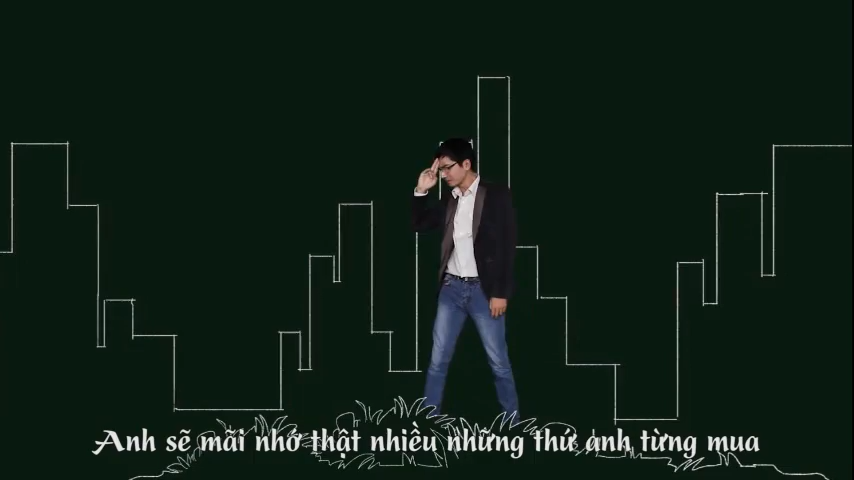 Anh sẽ mãi nhớ thật nhiều những thứ anh từng mua